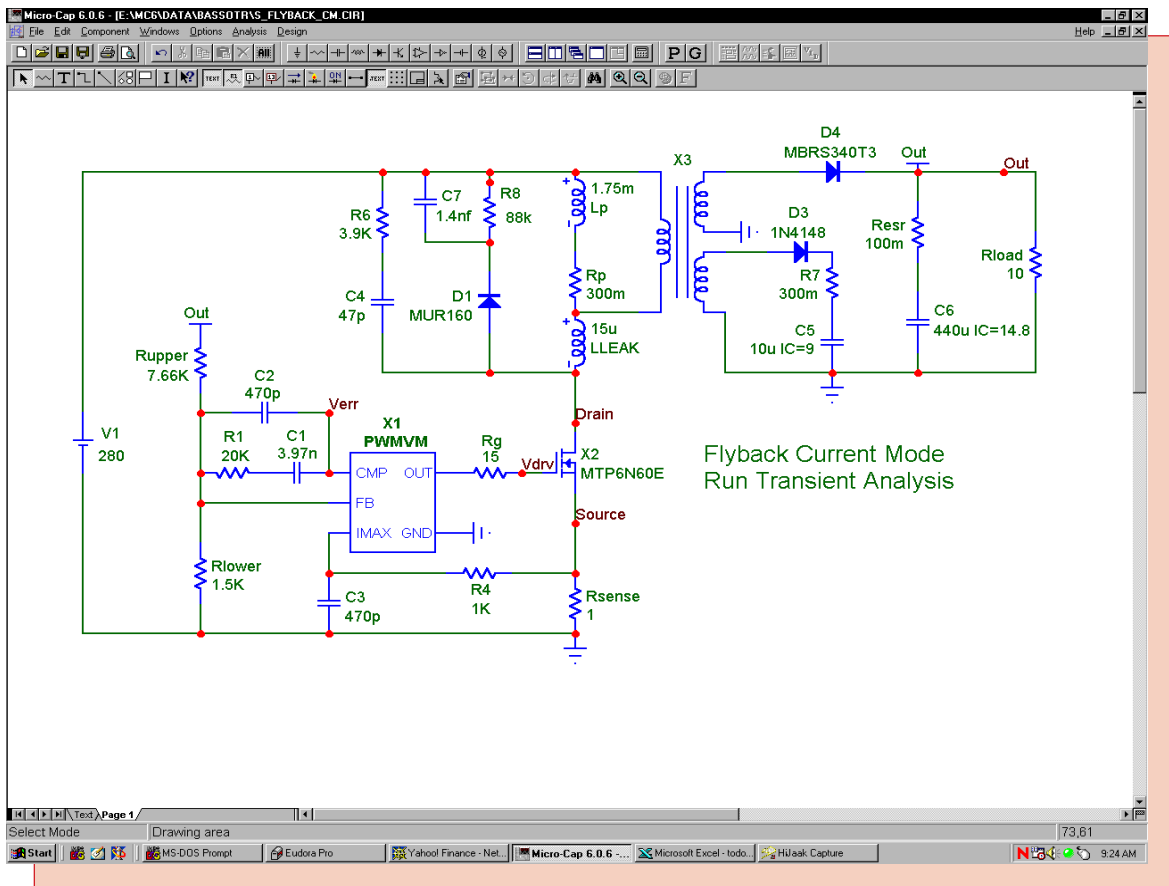 Micro-Cap 6.0.6 - [E:\MC6\DATA\BASSOTR\S_FLYBACK_CM.CIR]
File Edit Component Windows Options Analysis Design Help
P G
T I TEXT ON TEXT F
D4
MBRS340T3
Out
Out
X3
C7
1.4nf
R8
88k
1.75m
Lp
R6
3.9K
D3
1N4148
Resr
100m
Rload
10
Rp
300m
R7
300m
C4
47p
D1
MUR160
Out
15u
LLEAK
C5
10u IC=9
C6
440u IC=14.8
Rupper
7.66K
C2
470p
Verr
Drain
V1
280
R1
20K
C1
3.97n
X1
PWMVM
Rg
15
Vdrv
X2
MTP6N60E
Flyback Current Mode
Run Transient Analysis
CMP OUT
FB
IMAX GND
Source
Rlower
1.5K
C3
470p
R4
1K
Rsense
1
Text Page 1
Select Mode Drawing area 73,61
Start MS-DOS Prompt Eudora Pro Yahoo! Finance - Net... Micro-Cap 6.0.6 -... Microsoft Excel - todo... HiJaak Capture N 9:24 AM